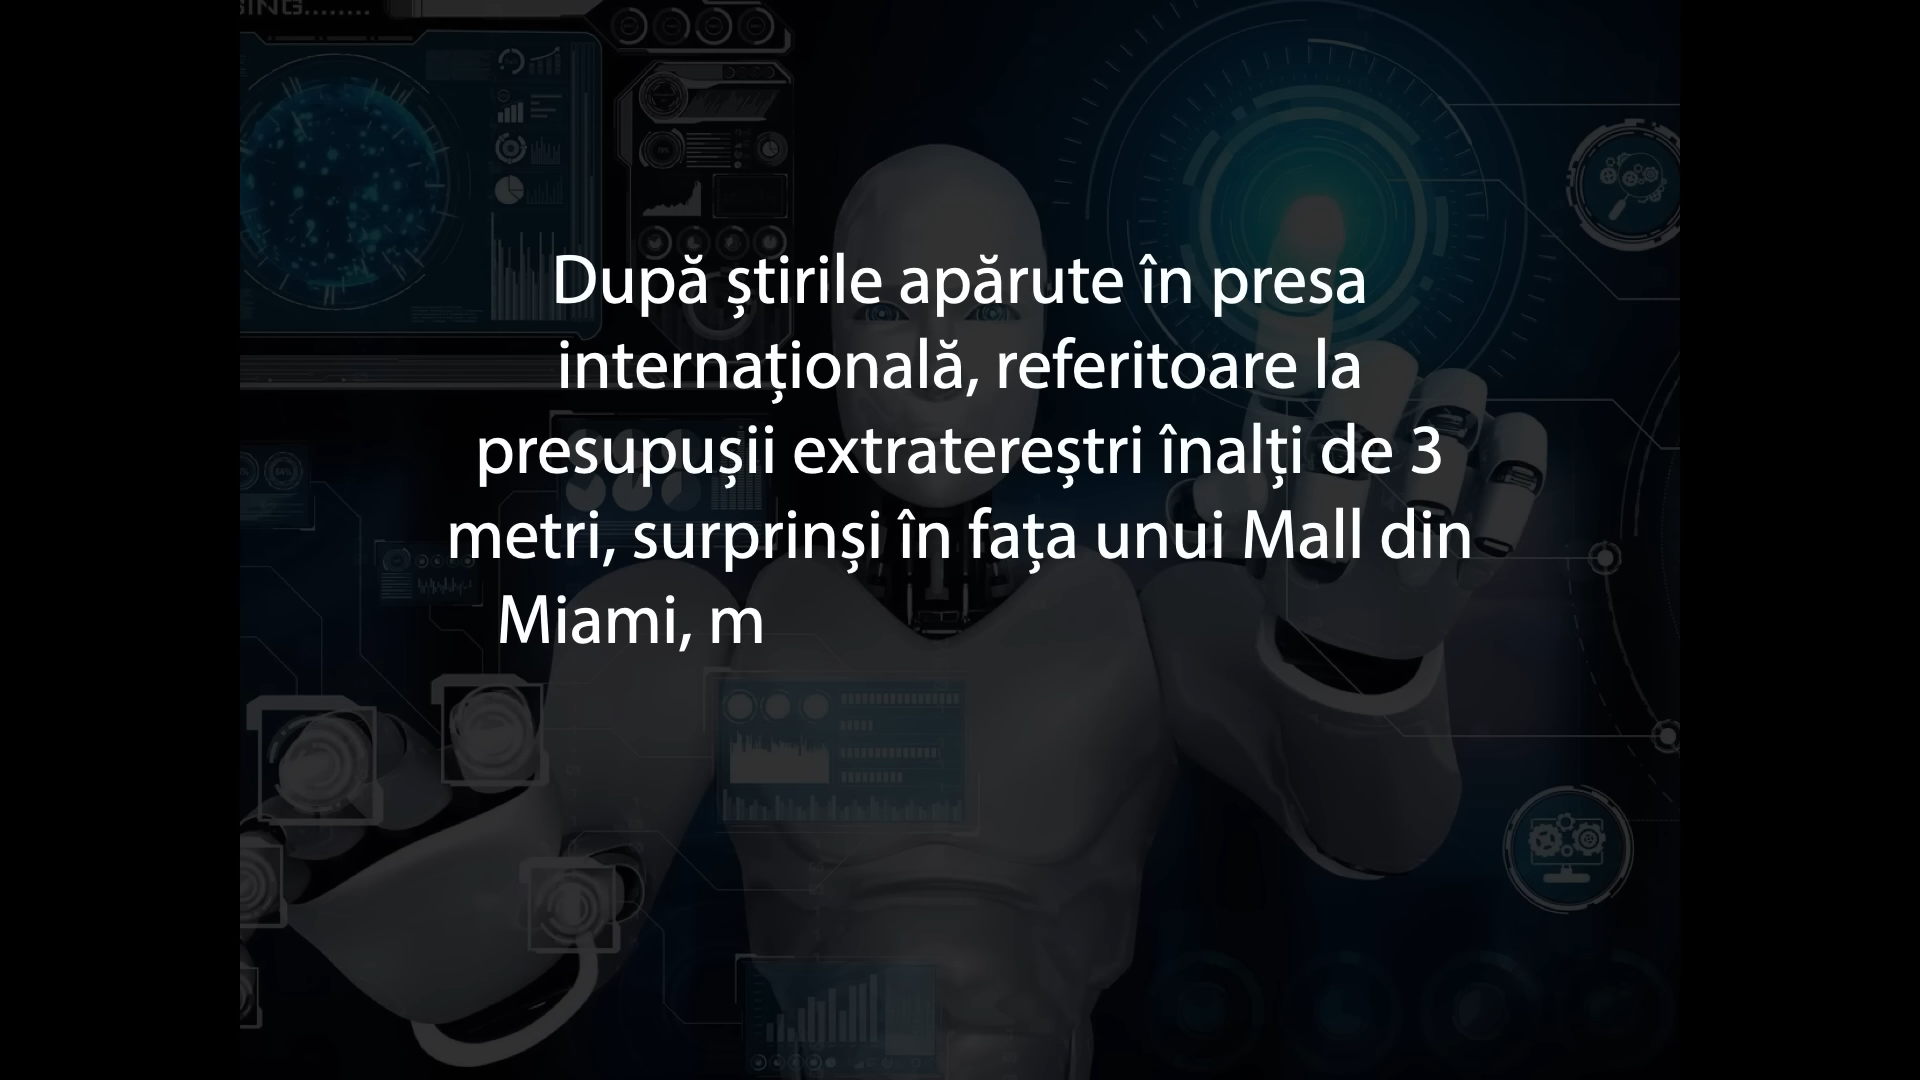 SING........
După știrile apărute în presa
internațională, referitoare la
presupușii extratereștri înalți de 3
metri, surprinși în fața unui Mall din
Miami, m